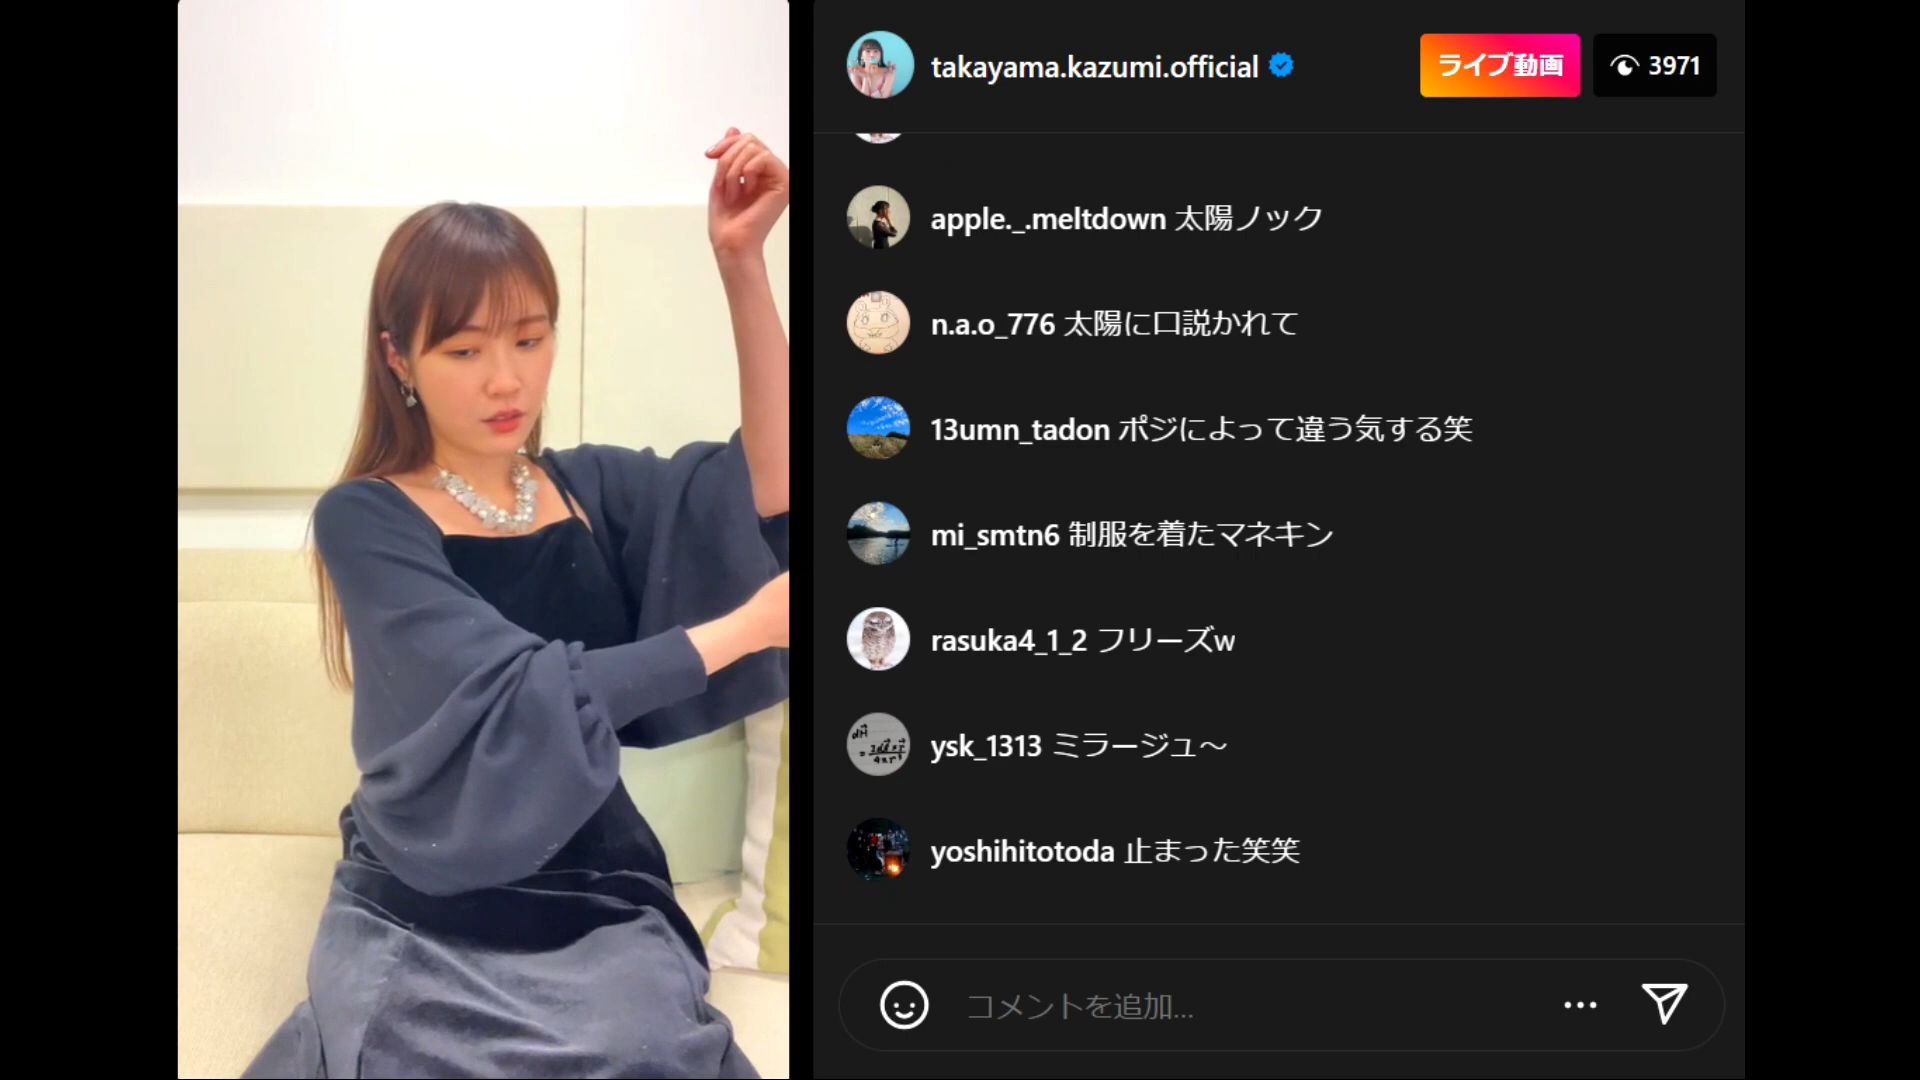 takayama.kazumi.official
ライブ動画
3971
apple._.meltdown 太陽ノック
n.a.o_776 太陽に口説かれて
13umn_tadon ポジによって違う気する笑
mi_smtn6 制服を着たマネキン
rasuka4_1_2 フリーズw
ysk_1313 ミラージュ〜
yoshihitotoda 止まった笑笑
コメントを追加...